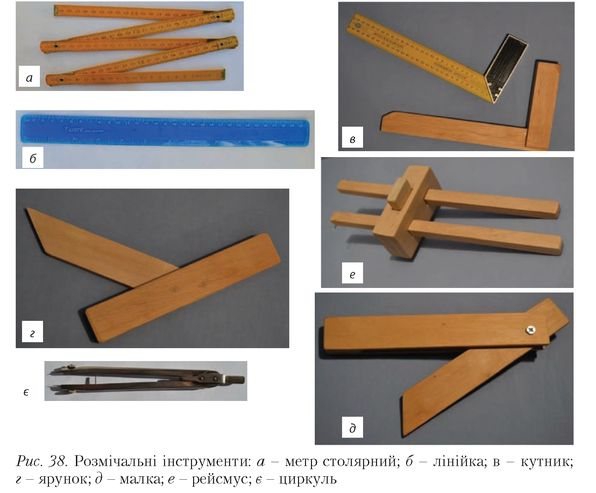 а
б
в
г
е
є
д
Рис. 38. Розмічальні інструменти: а – метр столярний; б – лінійка; в – кутник;
г – ярунок; д – малка; е – рейсмус; є – циркуль